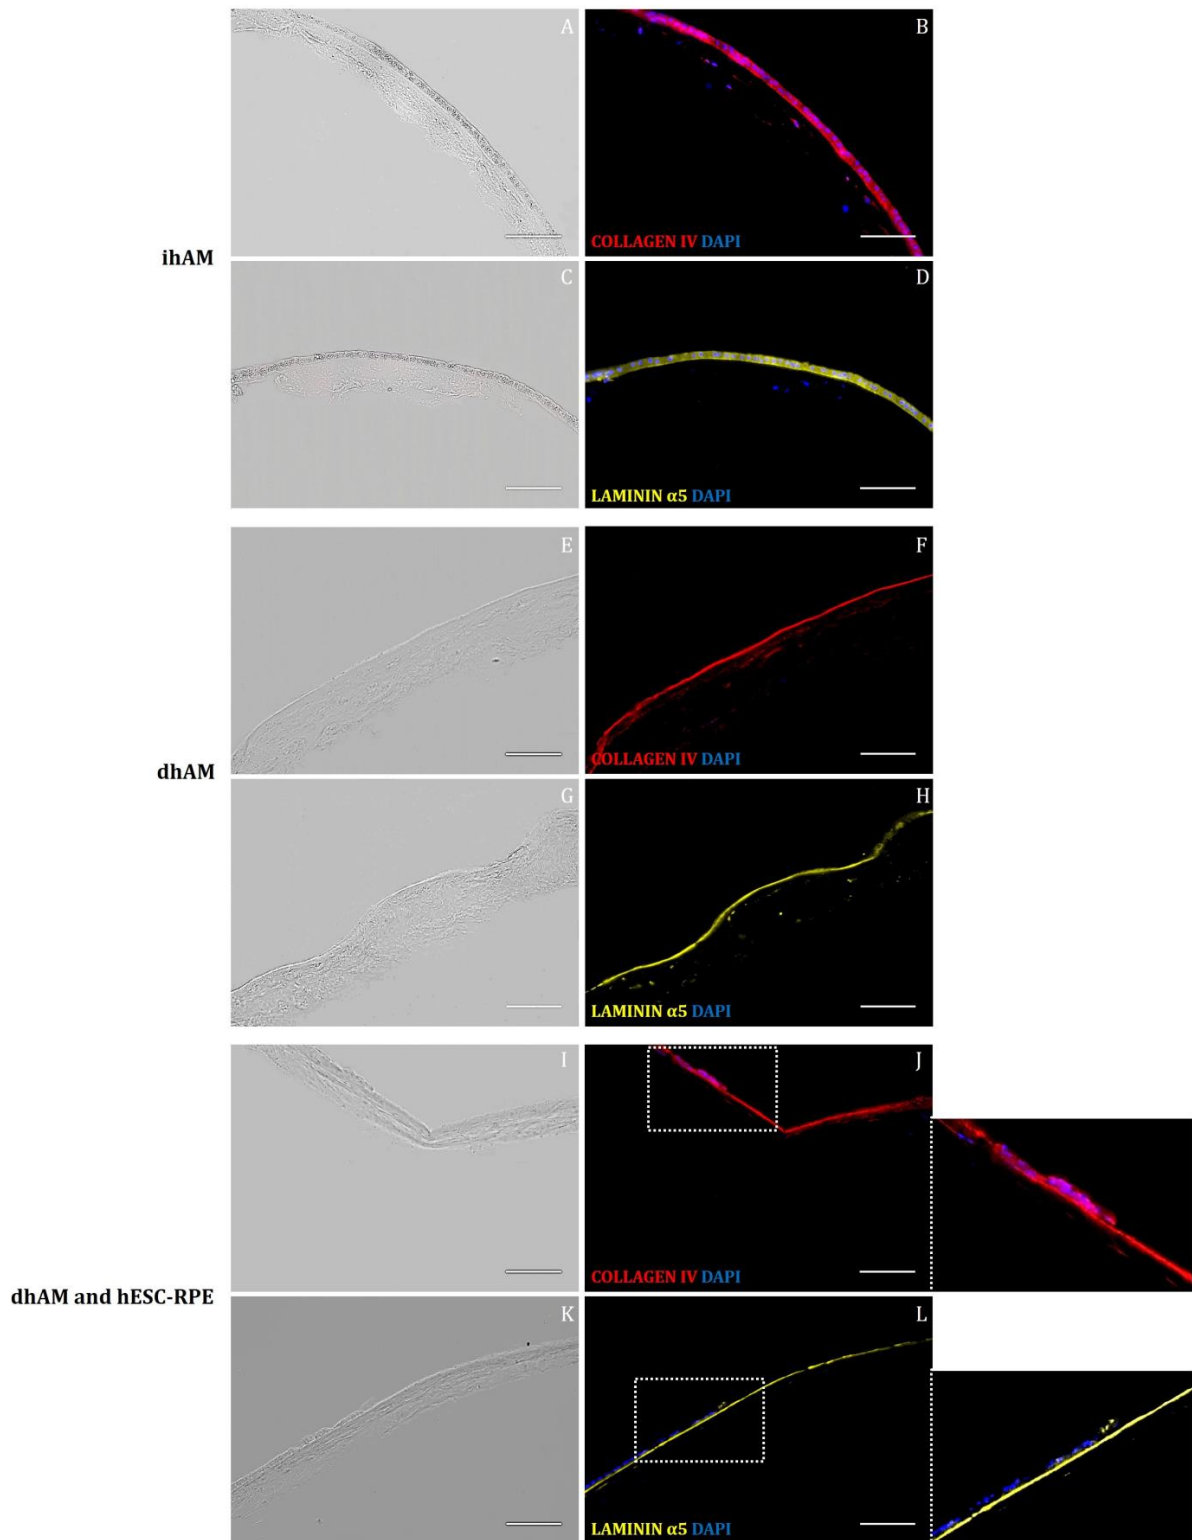 A
B
ihAM
COLLAGEN IV DAPI
C
D
LAMININ α5 DAPI
E
F
dhAM
COLLAGEN IV DAPI
G
H
LAMININ α5 DAPI
I
J
COLLAGEN IV DAPI
dhAM and hESC-RPE
K
L
LAMININ α5 DAPI